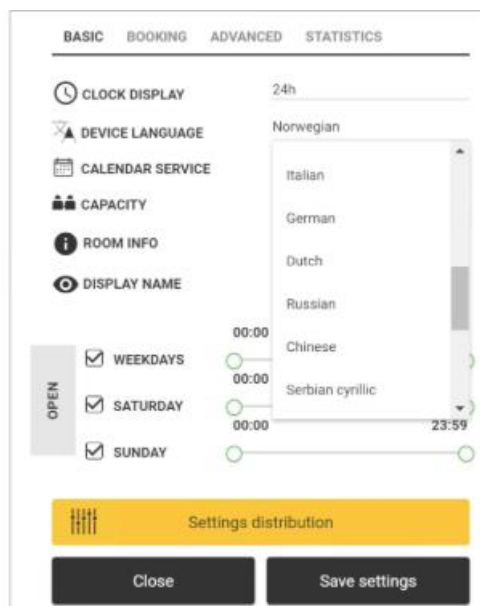 BASIC BOOKING ADVANCED STATISTICS
CLOCK DISPLAY 24h
DEVICE LANGUAGE Norwegian
CALENDAR SERVICE Italian
CAPACITY German
ROOM INFO Dutch
DISPLAY NAME Russian
Chinese
Serbian cyrillic
OPEN
00:00
WEEKDAYS
00:00
SATURDAY
00:00 23:59
SUNDAY
Settings distribution
Close Save settings